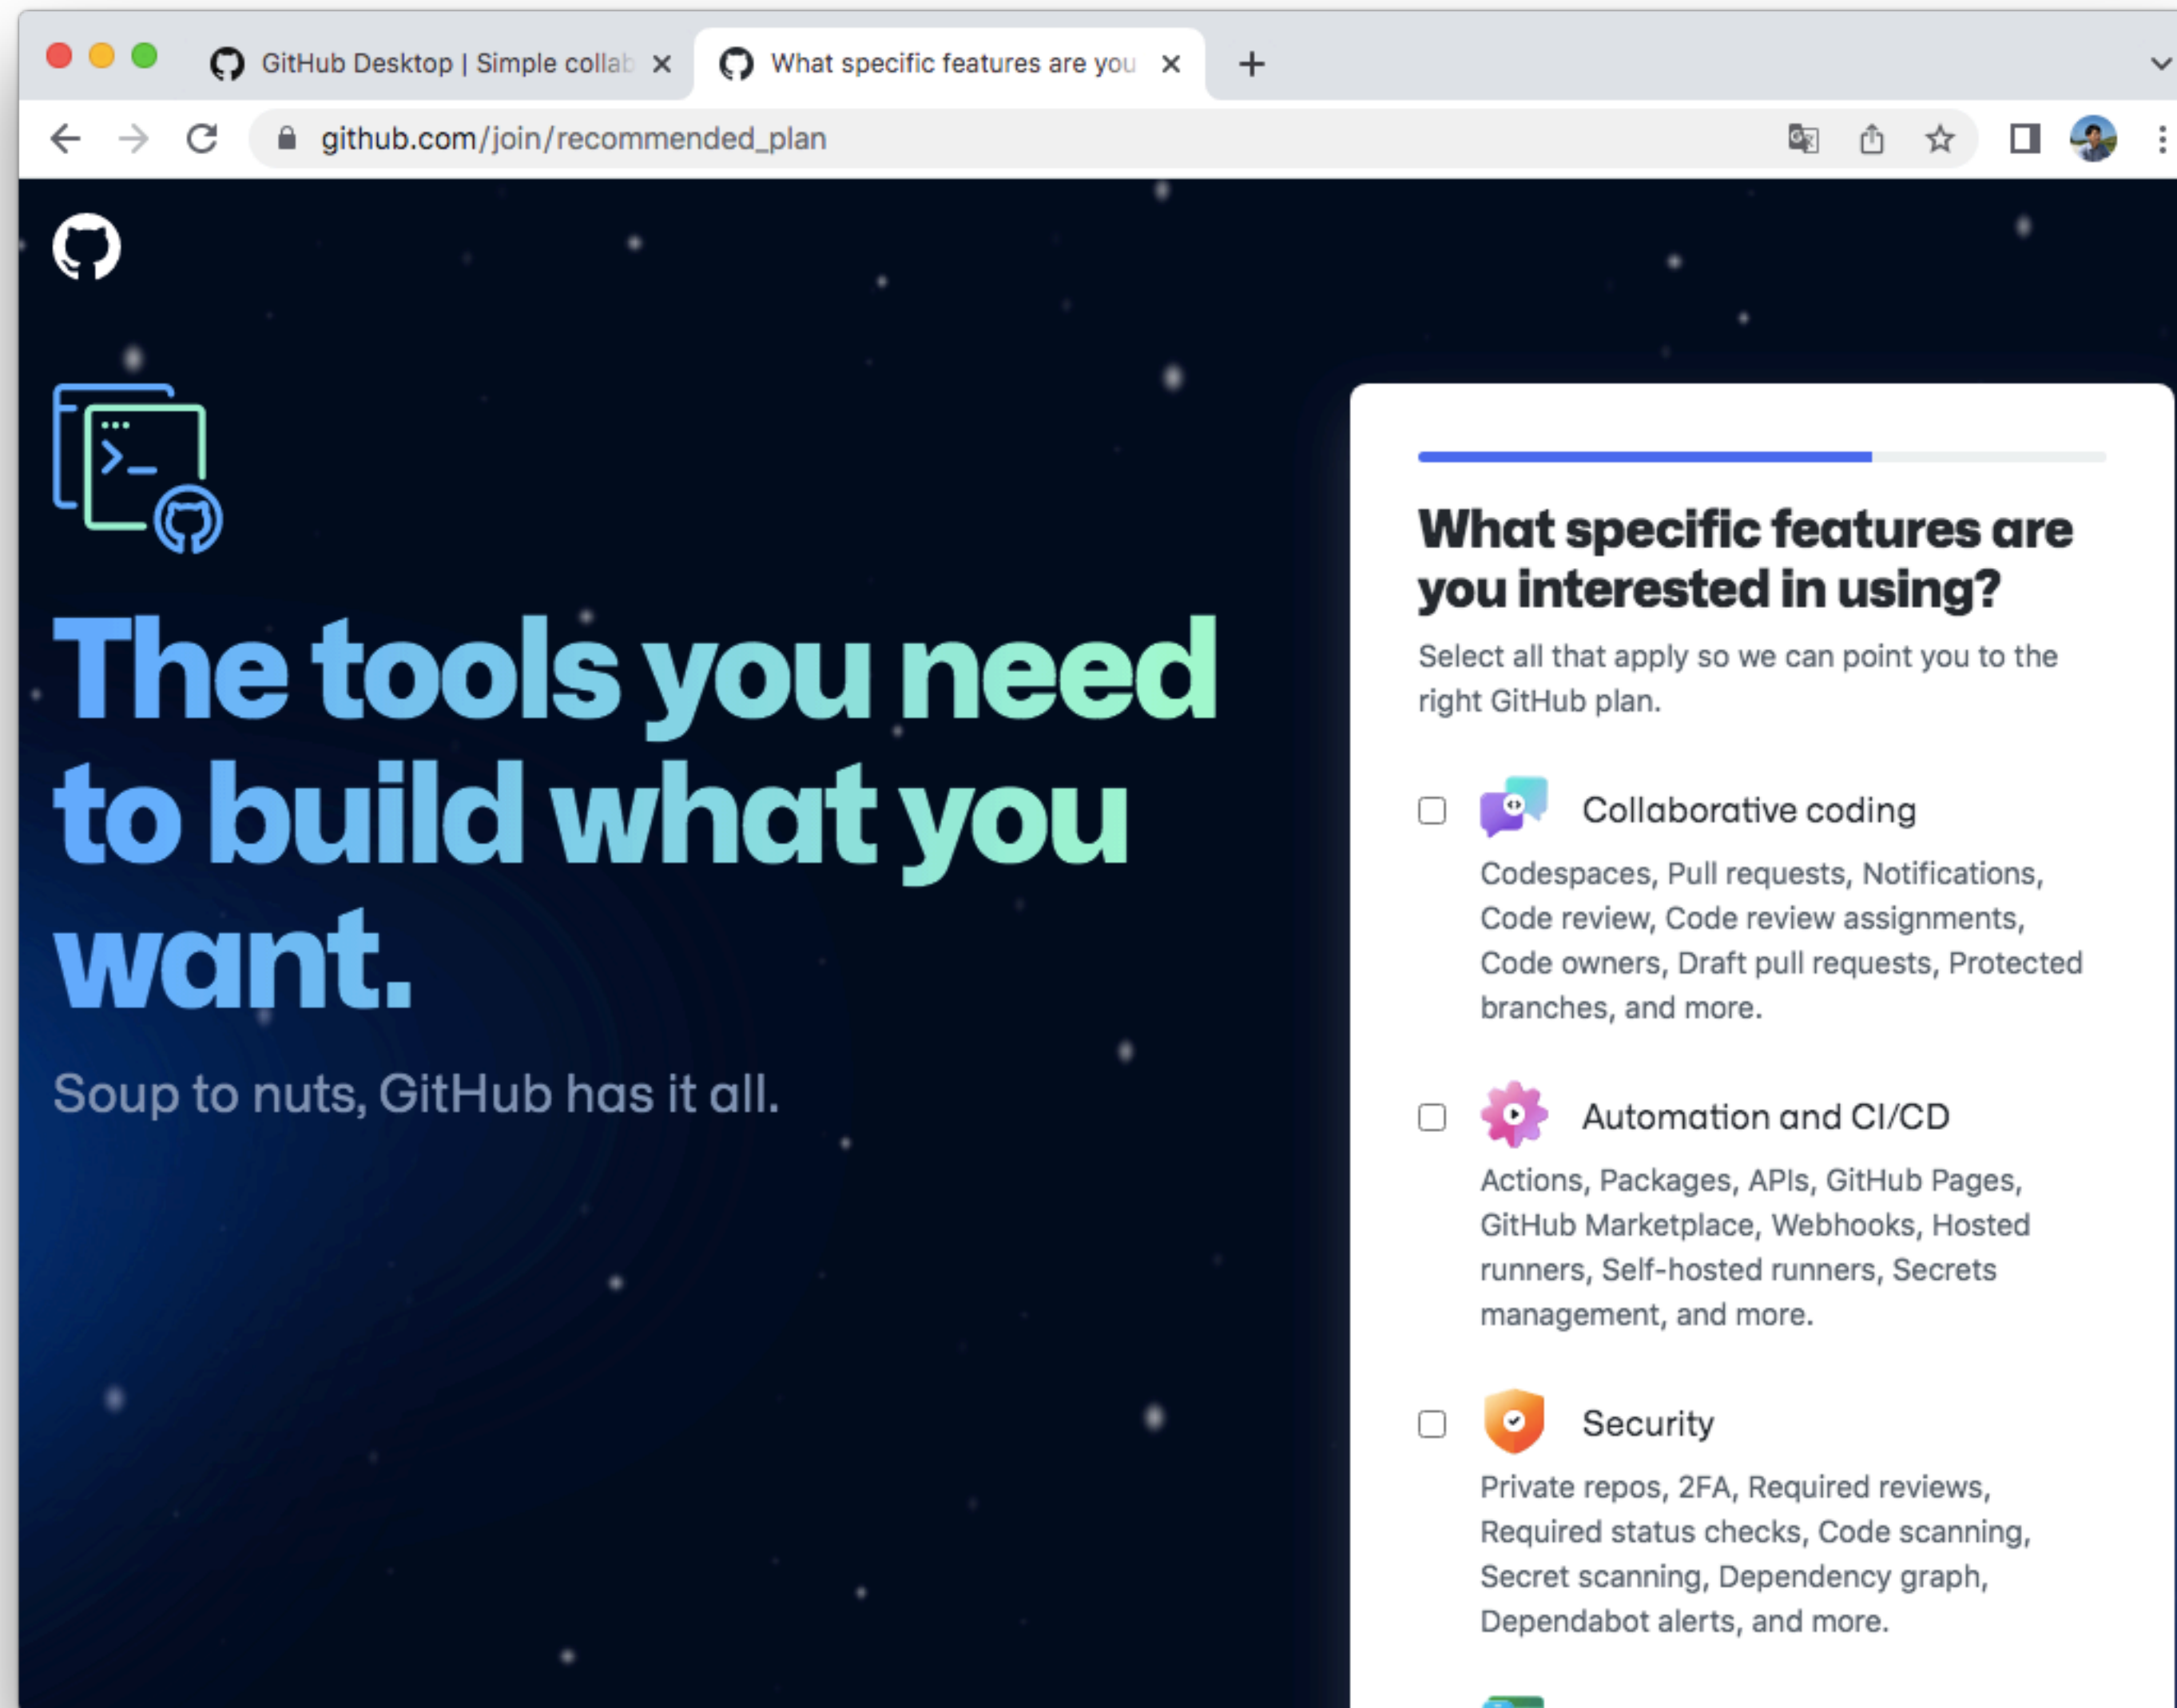 GitHub Desktop | Simple collab
What specific features are you
github.com/join/recommended_plan
The tools you need
to build what you
want.
Soup to nuts, GitHub has it all.
What specific features are
you interested in using?
Select all that apply so we can point you to the
right GitHub plan.
Collaborative coding
Codespaces, Pull requests, Notifications,
Code review, Code review assignments,
Code owners, Draft pull requests, Protected
branches, and more.
Automation and CI/CD
Actions, Packages, APIs, GitHub Pages,
GitHub Marketplace, Webhooks, Hosted
runners, Self-hosted runners, Secrets
management, and more.
Security
Private repos, 2FA, Required reviews,
Required status checks, Code scanning,
Secret scanning, Dependency graph,
Dependabot alerts, and more.